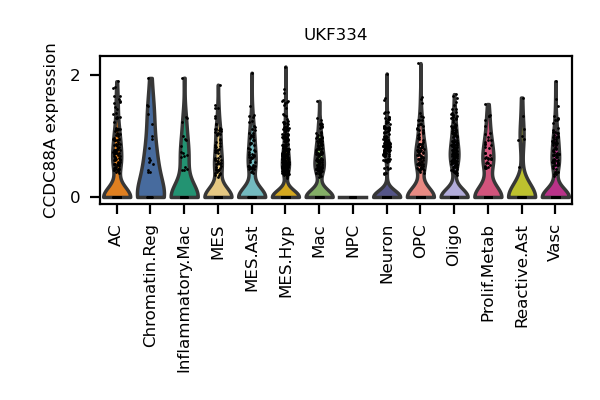 UKF334
CCDC88A expression
2
0
AC
Chromatin.Reg
Inflammatory.Mac
MES
MES.Ast
MES.Hyp
Mac
NPC
Neuron
OPC
Oligo
Prolif.Metab
Reactive.Ast
Vasc